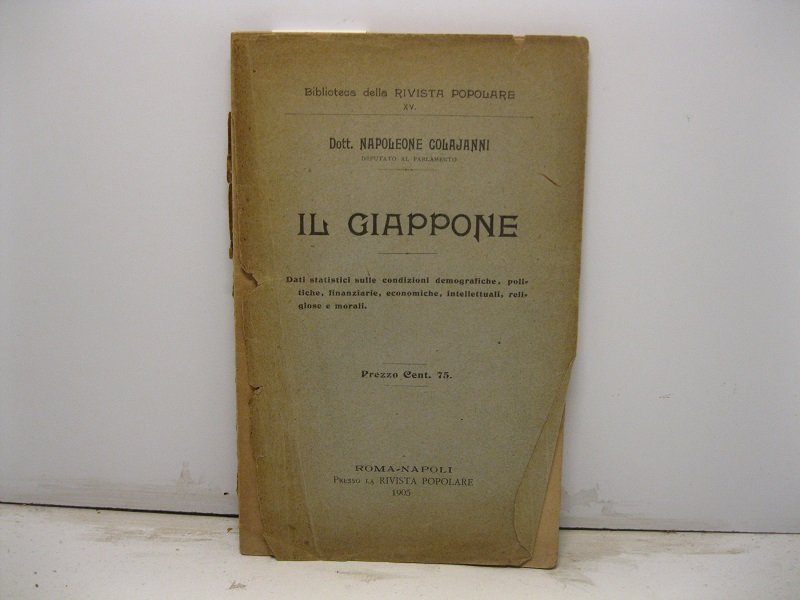 Biblioteca della RIVISTA POPOLARE
XV.
Dott. NAPOLEONE COLAJANNI
DEPUTATO AL PARLAMENTO
IL GIAPPONE
Dati statistici sulle condizioni demografiche, poli-
tiche, finanziarie, economiche, intellettuali, reli-
giose e morali.
Prezzo Cent. 75.
ROMA-NAPOLI
PRESSO LA RIVISTA POPOLARE
1905